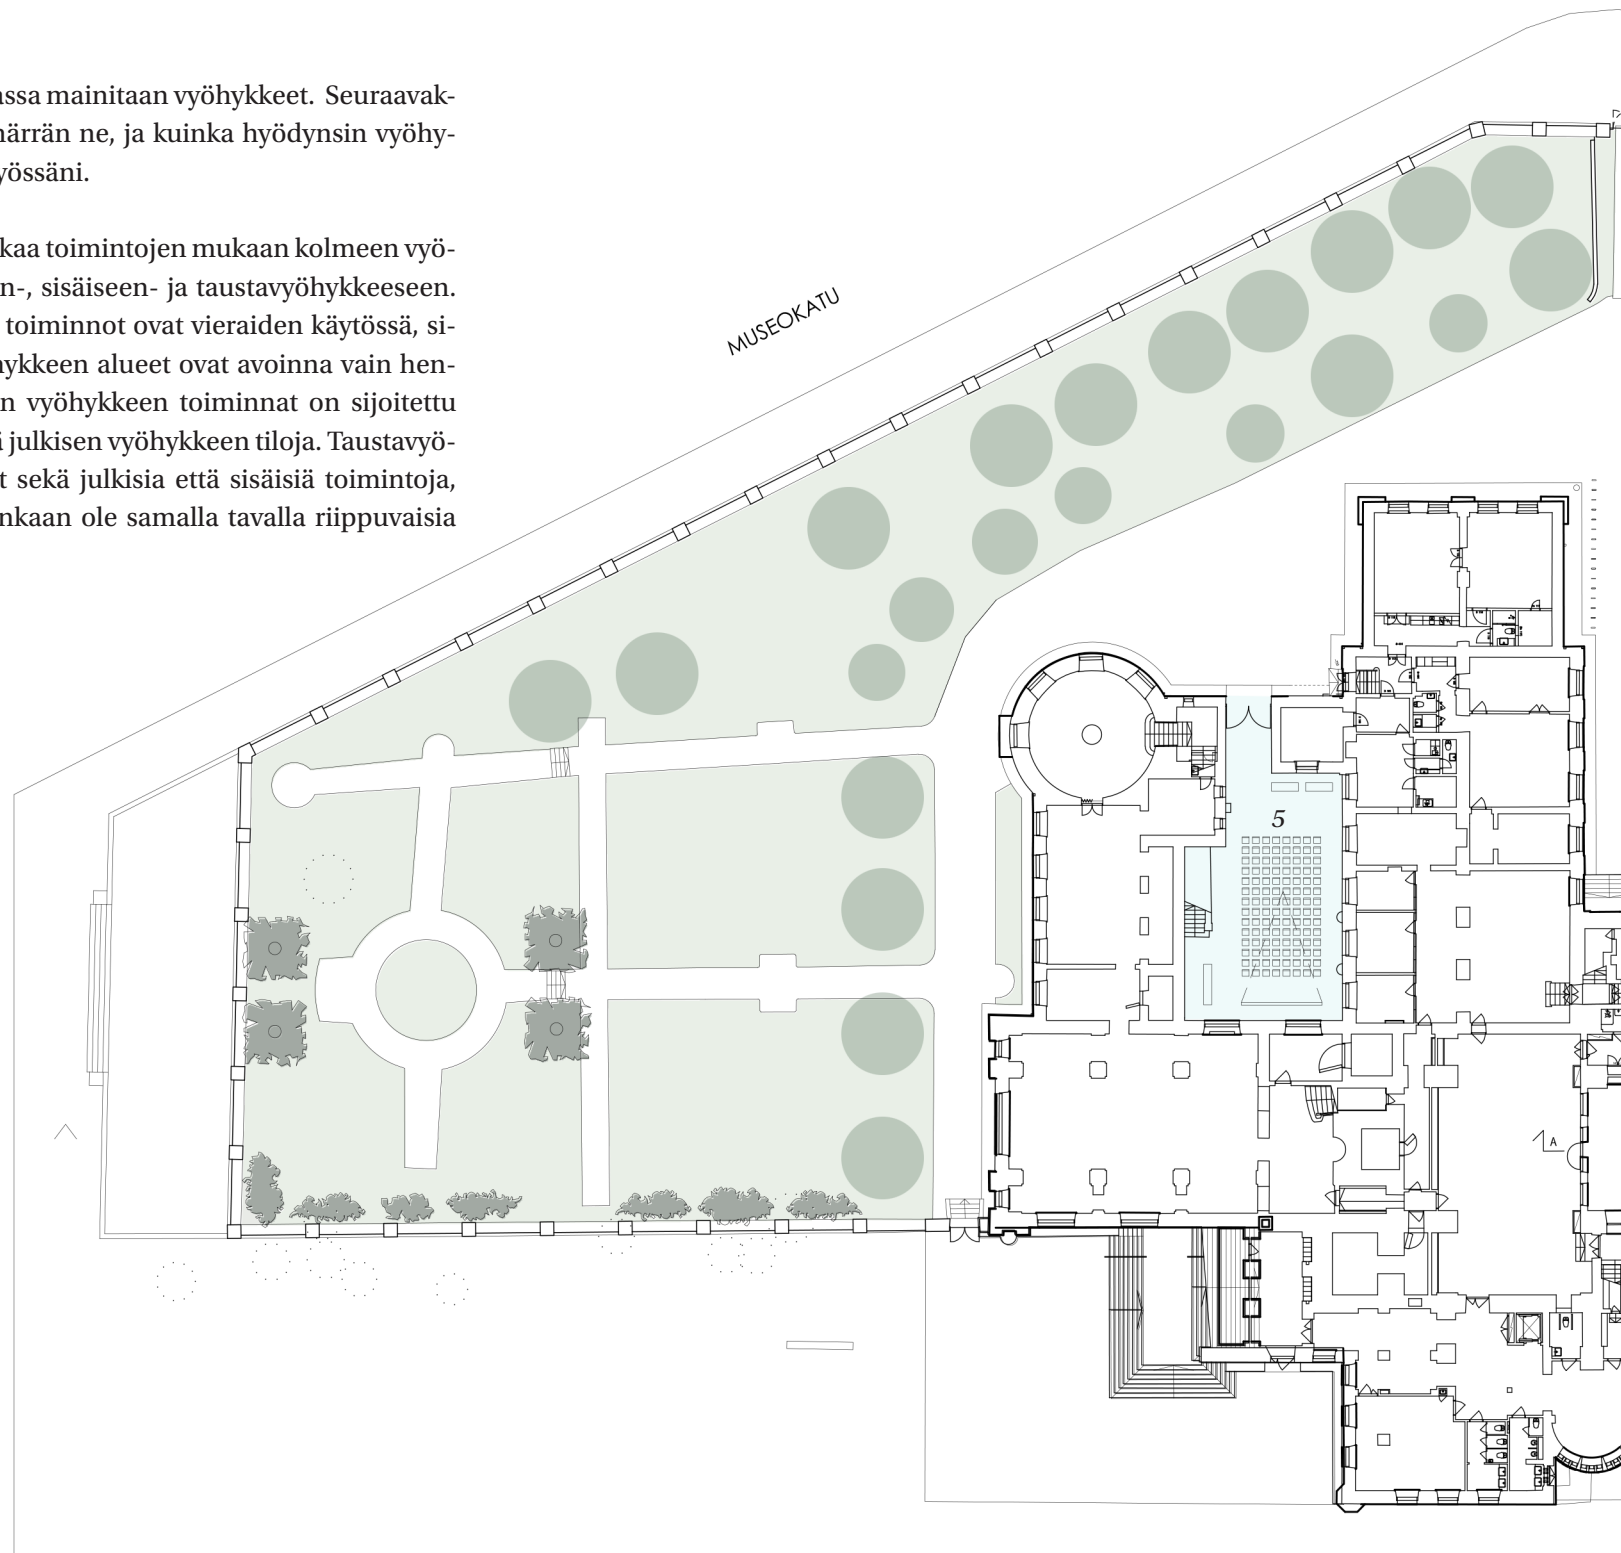 assa mainitaan vyöhykkeet. Seuraavak-
närrän ne, ja kuinka hyödynsin vyöhy-
yössäni.
kaa toimintojen mukaan kolmeen vyö-
n-, sisäiseen- ja taustavyöhykkeeseen.
toiminnot ovat vieraiden käytössä, si-
hykkeen alueet ovat avoinna vain hen-
n vyöhykkeen toiminnat on sijoitettu
julkisen vyöhykkeen tiloja. Taustavyö-
t sekä julkisia että sisäisiä toimintoja,
nkaan ole samalla tavalla riippuvaisia
MUSEOKATU
5
A